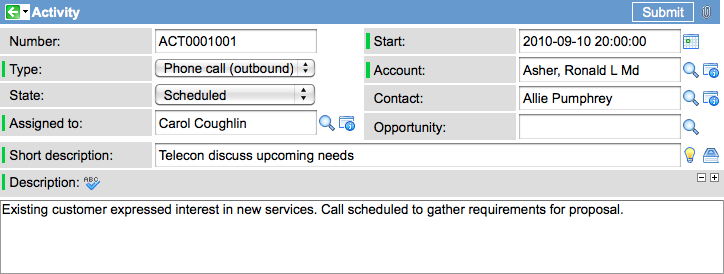 Activity Submit
Number: ACT0001001 Start: 2010-09-10 20:00:00
Type: Phone call (outbound) Account: Asher, Ronald L Md
State: Scheduled Contact: Allie Pumphrey
Assigned to: Carol Coughlin Opportunity:
Short description: Telecon discuss upcoming needs
Description: ABC
Existing customer expressed interest in new services. Call scheduled to gather requirements for proposal.